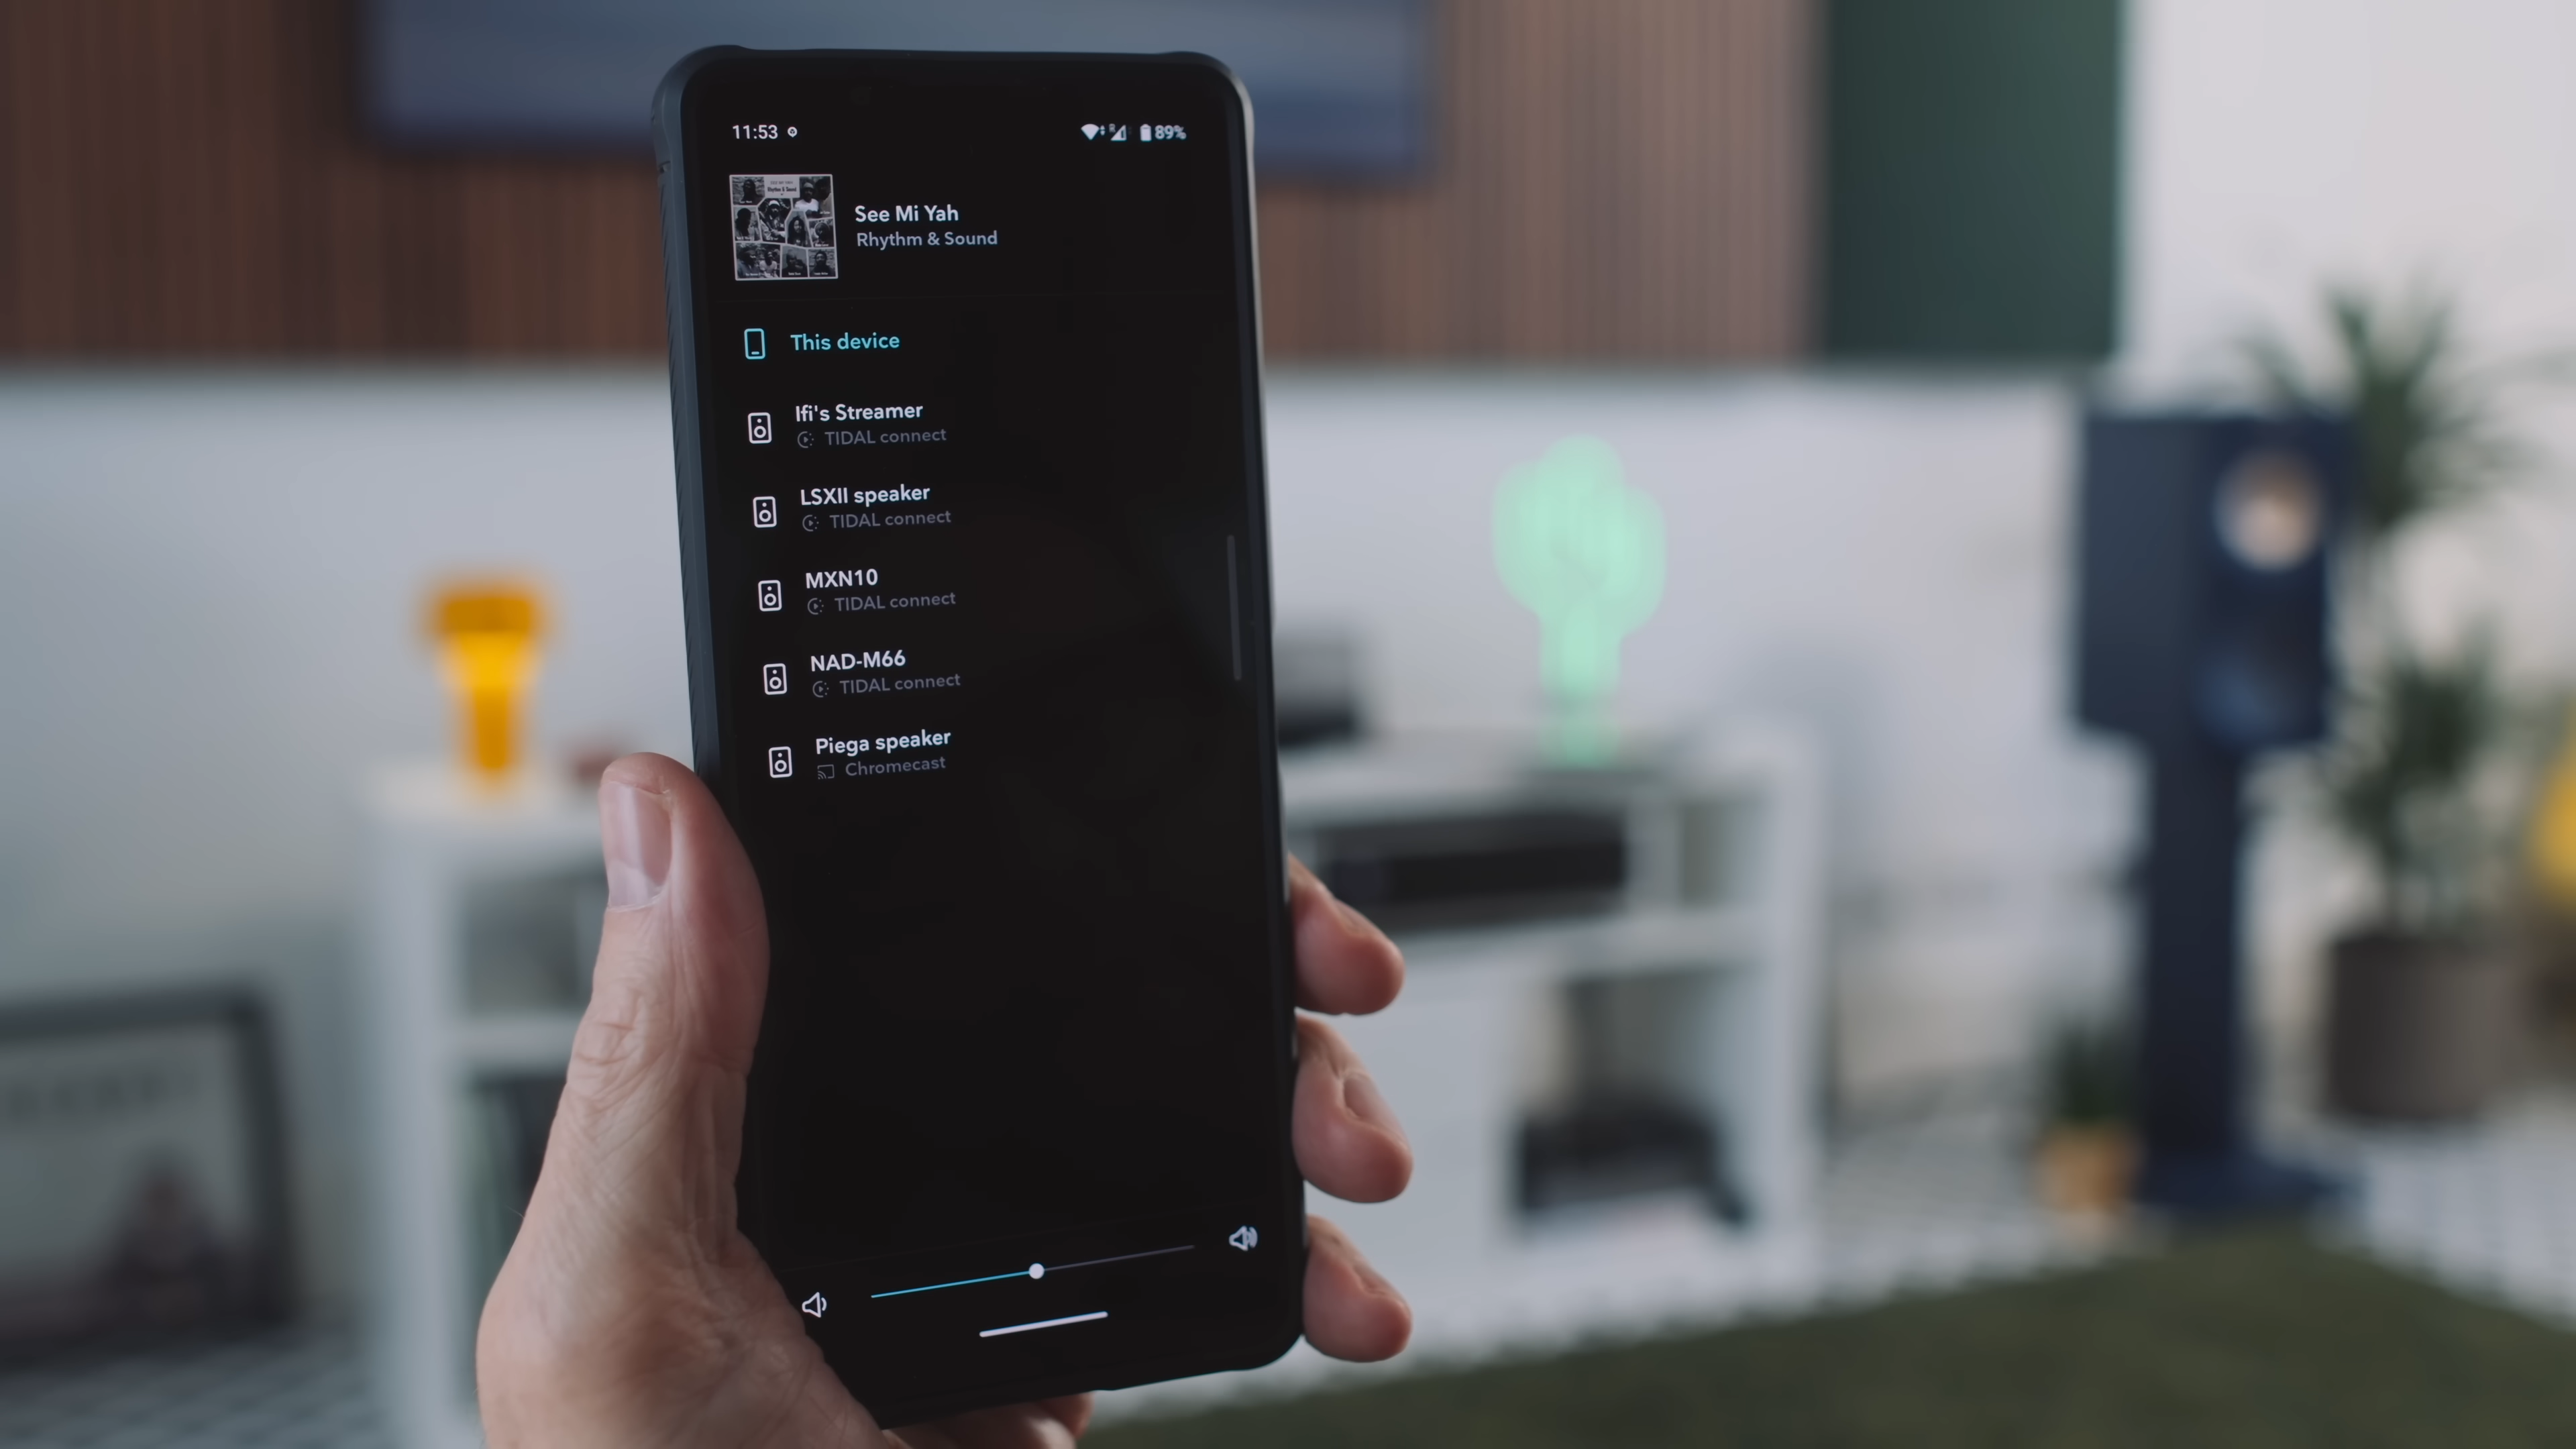 11:53
R
89%
See Mi Yah
Rhythm & Sound
This device
Ifi's Streamer
TIDAL connect
LSXII speaker
TIDAL connect
MXN10
TIDAL connect
NAD-M66
TIDAL connect
Piega speaker
Chromecast